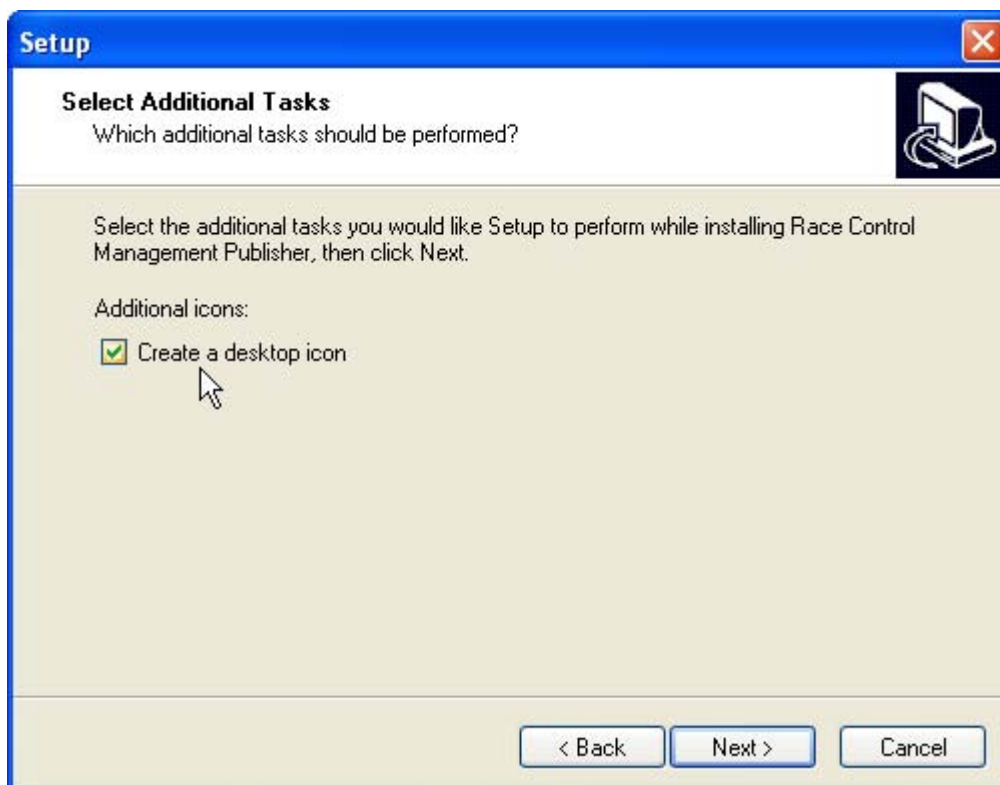 Setup
Select Additional Tasks
Which additional tasks should be performed?
Select the additional tasks you would like Setup to perform while installing Race Control
Management Publisher, then click Next.
Additional icons:
Create a desktop icon
< Back Next > Cancel